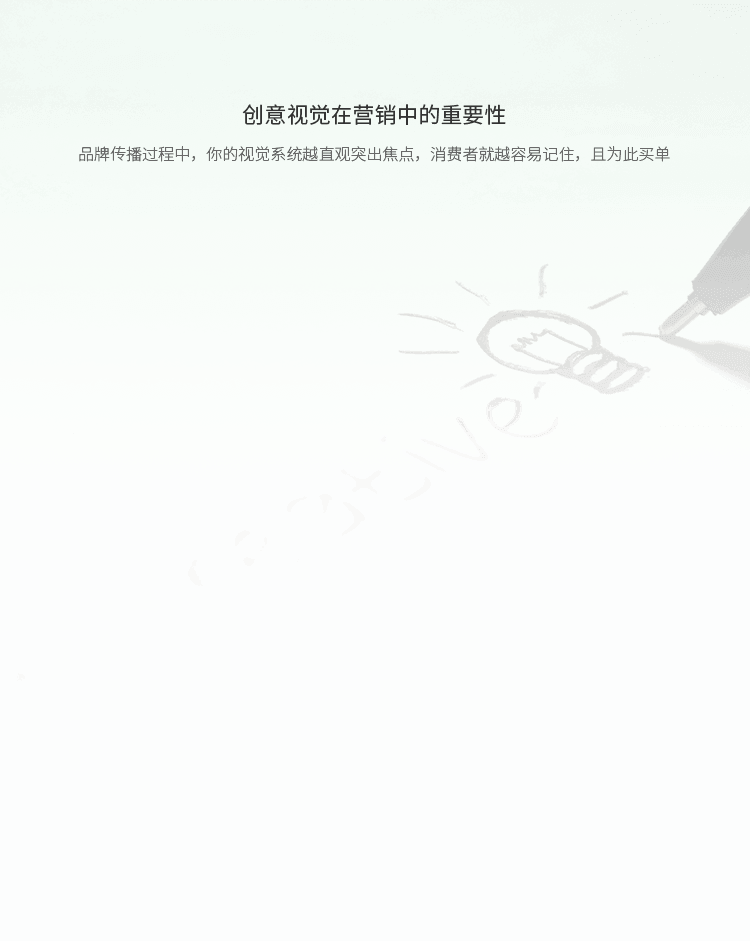 创意视觉在营销中的重要性
品牌传播过程中，你的视觉系统越直观突出焦点，消费者就越容易记住，且为此买单